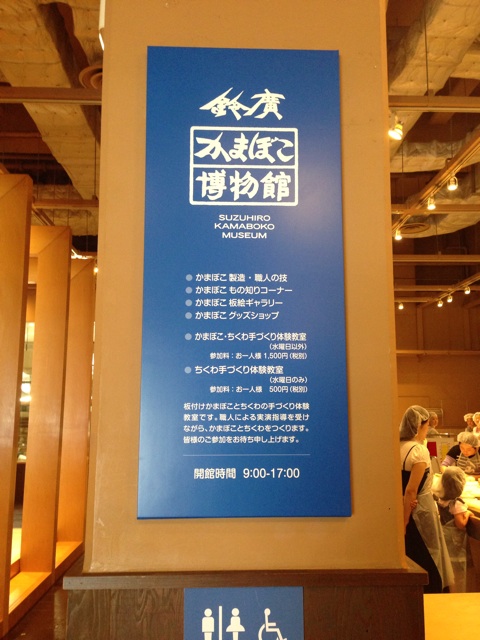 鈴廣
かまぼこ
博物館
SUZUHIRO
KAMABOKO
MUSEUM
● かまぼこ 製造・職人の技
● かまぼこ もの知りコーナー
● かまぼこ 板絵ギャラリー
● かまぼこ グッズショップ
● かまぼこ・ちくわ手づくり体験教室
(水曜日以外)
参加料:お一人様 1,500円(税別)
● ちくわ手づくり体験教室
(水曜日のみ)
参加料:お一人様 500円(税別)
板付けかまぼことちくわの手づくり体験
教室です。職人による実演指導を受け
ながら、かまぼことちくわをつくります。
皆様のご参加をお待ち申し上げます。
開館時間 9:00-17:00